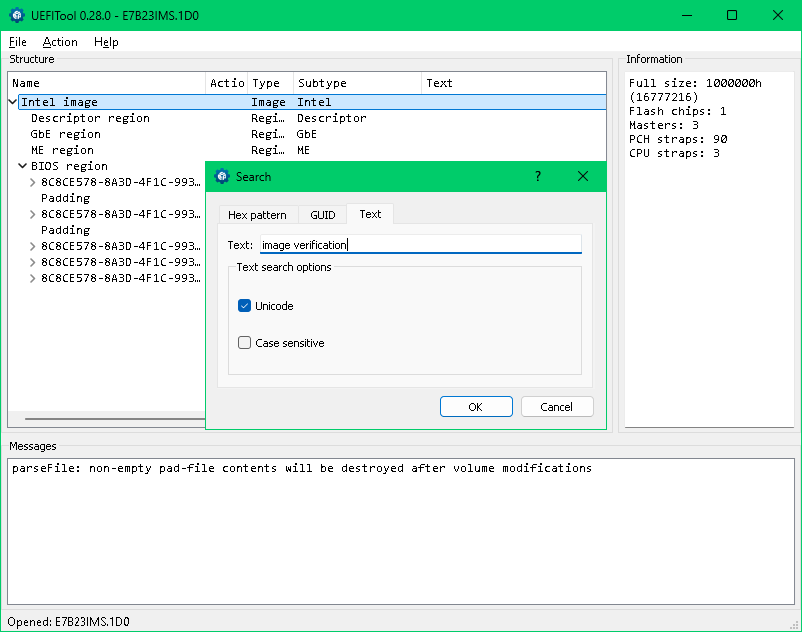 UEFITool 0.28.0 - E7B23IMS.1D0
File Action Help
Structure
Name Actio Type Subtype Text
Intel image Image Intel
Descriptor region Regi… Descriptor
GbE region Regi… GbE
ME region Regi… ME
BIOS region
8C8CE578-8A3D-4F1C-993…
Padding
8C8CE578-8A3D-4F1C-993…
Padding
8C8CE578-8A3D-4F1C-993…
8C8CE578-8A3D-4F1C-993…
8C8CE578-8A3D-4F1C-993…
Search
Hex pattern GUID Text
Text: image verification
Text search options
Unicode
Case sensitive
OK Cancel
Information
Full size: 1000000h
(16777216)
Flash chips: 1
Masters: 3
PCH straps: 90
CPU straps: 3
Messages
parseFile: non-empty pad-file contents will be destroyed after volume modifications
Opened: E7B23IMS.1D0